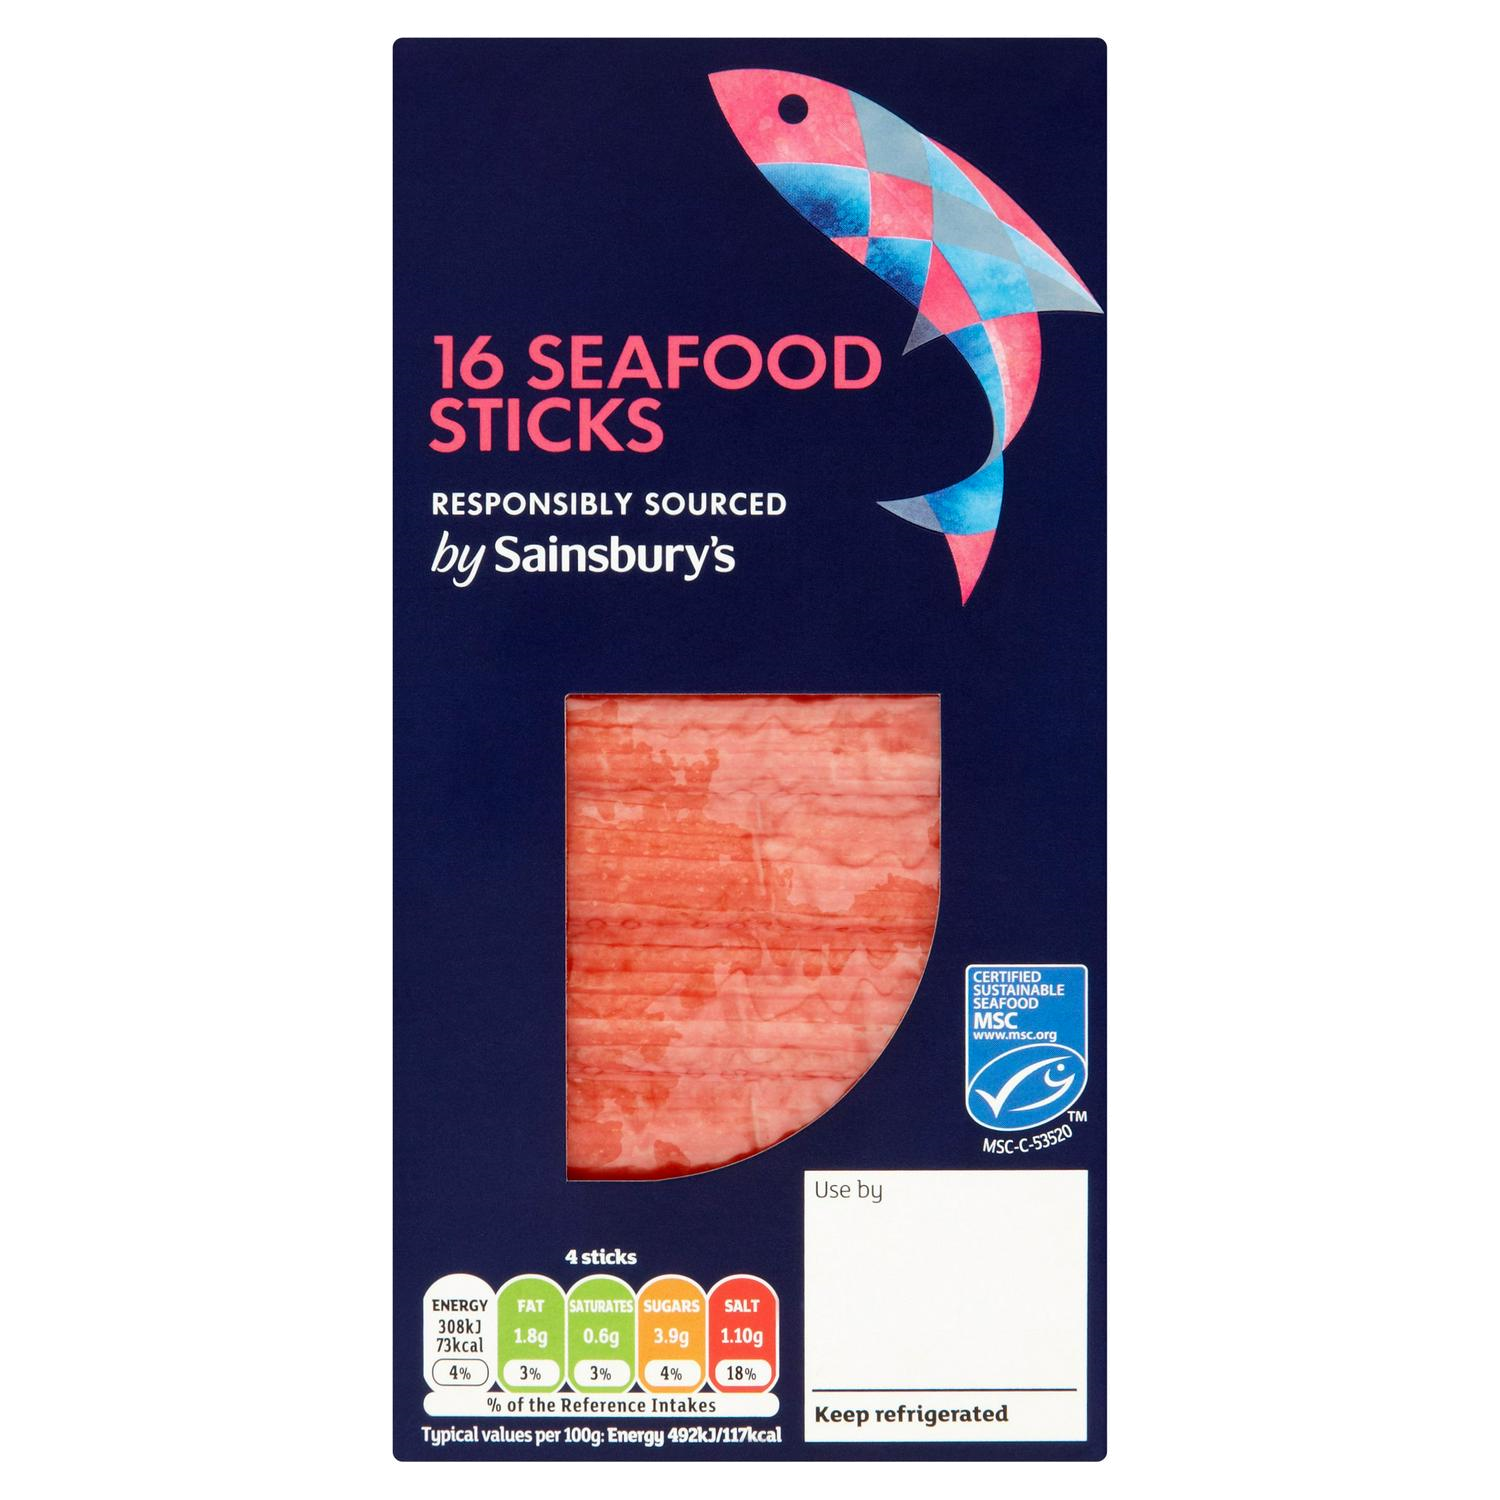 16 SEAFOOD
STICKS
RESPONSIBLY SOURCED
by Sainsbury's
CERTIFIED
SUSTAINABLE
SEAFOOD
MSC
www.msc.org
TM
MSC-C-53520
Use by
Keep refrigerated
4 sticks
ENERGY FAT SATURATES SUGARS SALT
308kJ
73kcal 1.8g 0.6g 3.9g 1.10g
4% 3% 3% 4% 18%
% of the Reference Intakes
Typical values per 100g: Energy 492kJ/117kcal